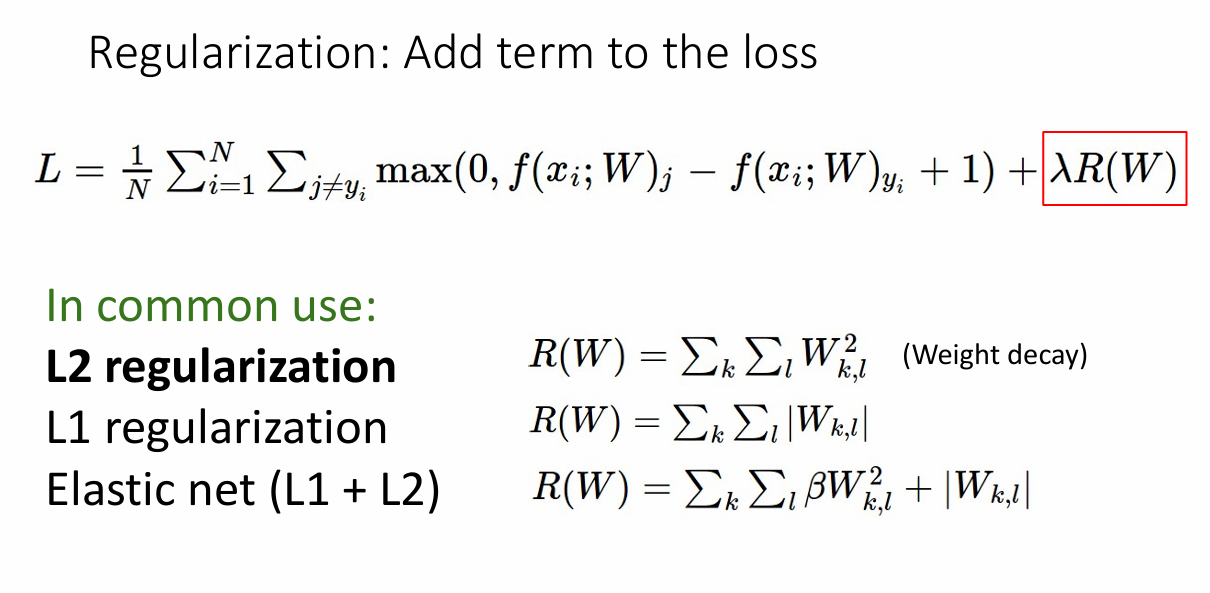 Regularization: Add term to the loss
L = \frac{1}{N} \sum_{i=1}^{N} \sum_{j \neq y_i} \max(0, f(x_i; W)_j - f(x_i; W)_{y_i} + 1) + \lambda R(W)
In common use:
L2 regularization R(W) = \sum_k \sum_l W_{k,l}^2 (Weight decay)
L1 regularization R(W) = \sum_k \sum_l |W_{k,l}|
Elastic net (L1 + L2) R(W) = \sum_k \sum_l \beta W_{k,l}^2 + |W_{k,l}|